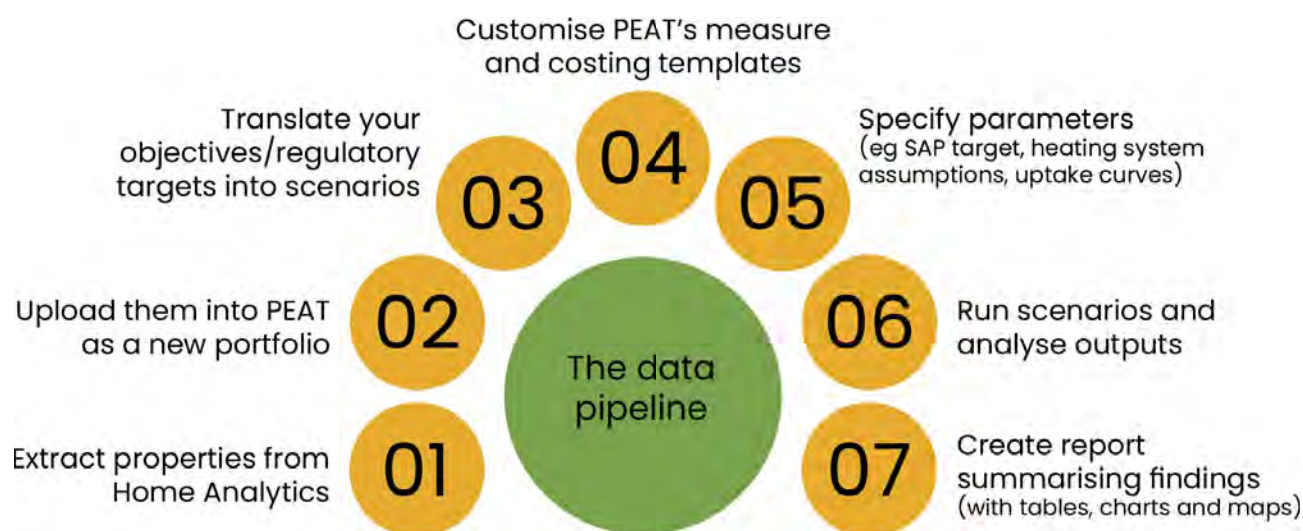 The data
pipeline
01
Extract properties from
Home Analytics
02
Upload them into PEAT
as a new portfolio
03
Translate your
objectives/regulatory
targets into scenarios
04
Customise PEAT's measure
and costing templates
05
Specify parameters
(eg SAP target, heating system
assumptions, uptake curves)
06
Run scenarios and
analyse outputs
07
Create report
summarising findings
(with tables, charts and maps)